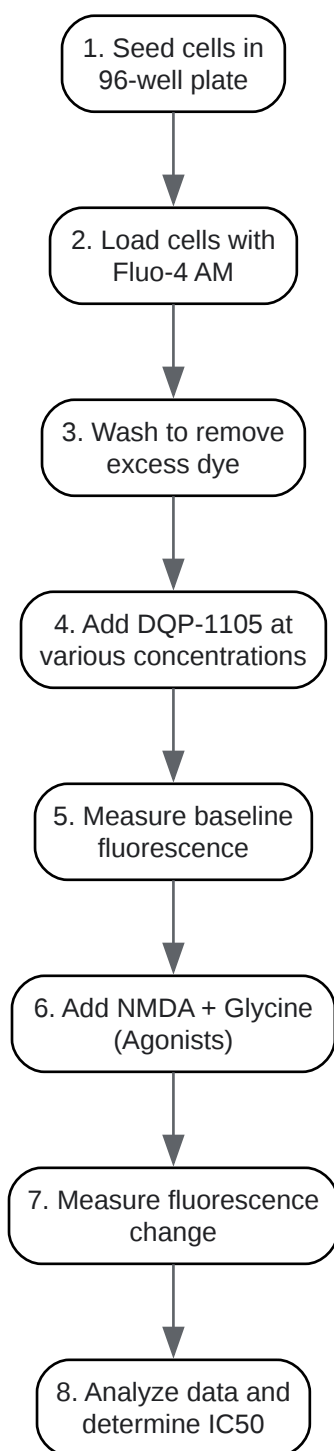 1. Seed cells in
96-well plate
2. Load cells with
Fluo-4 AM
3. Wash to remove
excess dye
4. Add DQP-1105 at
various concentrations
5. Measure baseline
fluorescence
6. Add NMDA + Glycine
(Agonists)
7. Measure fluorescence
change
8. Analyze data and
determine IC50